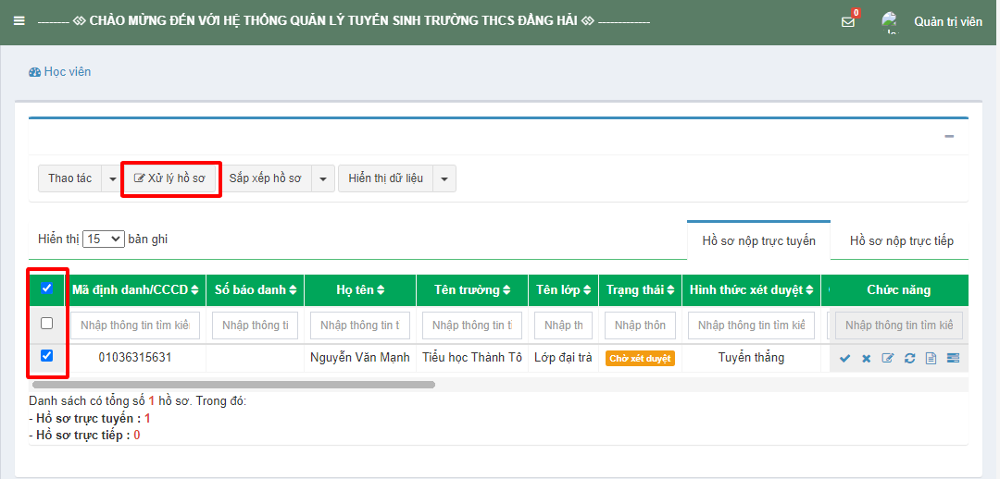 -------- CHÀO MỪNG ĐẾN VỚI HỆ THỐNG QUẢN LÝ TUYỂN SINH TRƯỜNG THCS ĐẰNG HẢI -------------
0
Quản trị viên
Học viên
Thao tác Xử lý hồ sơ Sắp xếp hồ sơ Hiển thị dữ liệu
Hiển thị 15 bản ghi
Hồ sơ nộp trực tuyến Hồ sơ nộp trực tiếp
Mã định danh/CCCD Số báo danh Họ tên Tên trường Tên lớp Trạng thái Hình thức xét duyệt Chức năng
Nhập thông tin tìm kiế Nhập thông ti Nhập thông tin t Nhập thông tin ti Nhập th Nhập thôn Nhập thông tin tìm kiế Nhập thông tin tìm kiế
01036315631 Nguyễn Văn Mạnh Tiểu học Thành Tô Lớp đại trà Chờ xét duyệt Tuyển thẳng
Danh sách có tổng số 1 hồ sơ. Trong đó:
- Hồ sơ trực tuyến : 1
- Hồ sơ trực tiếp : 0